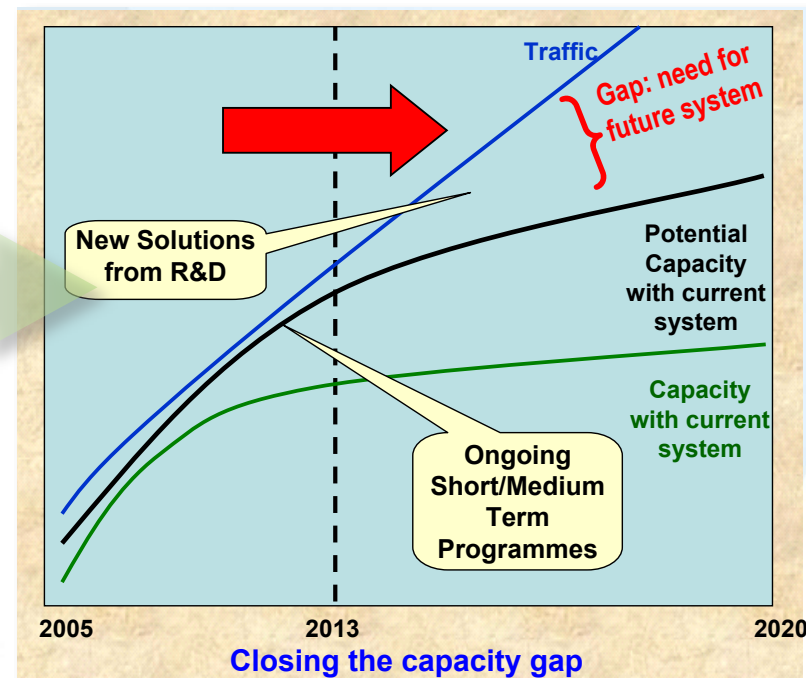 Traffic
Gap: need for
future system
New Solutions
from R&D
Potential
Capacity
with current
system
Capacity
with current
system
Ongoing
Short/Medium
Term
Programmes
2005
2013
2020
Closing the capacity gap